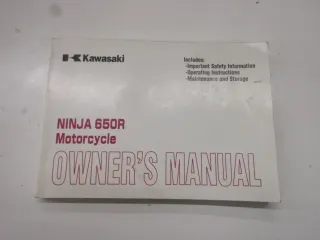 Kawasaki
Includes:
•Important Safety Information
•Operating Instructions
•Maintenance and Storage
NINJA 650R
Motorcycle
OWNER'S MANUAL